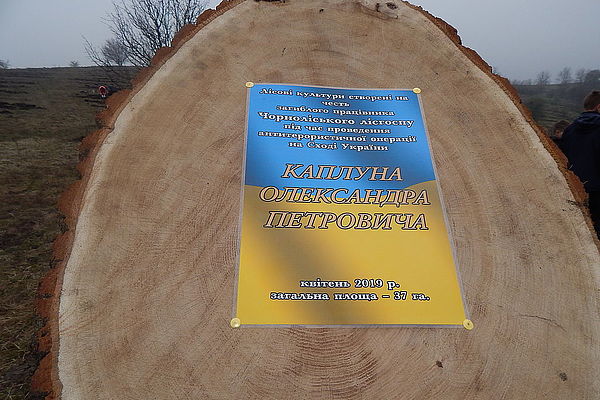 Лісові культури створені на
честь
загиблого працівника
Чорноліського лісгоспу
під час проведення
антитерористичної операції
на Сході України
КАПЛУНА
ОЛЕКСАНДРА
ПЕТРОВИЧА
квітень 2019 р.
загальна площа – 37 га.